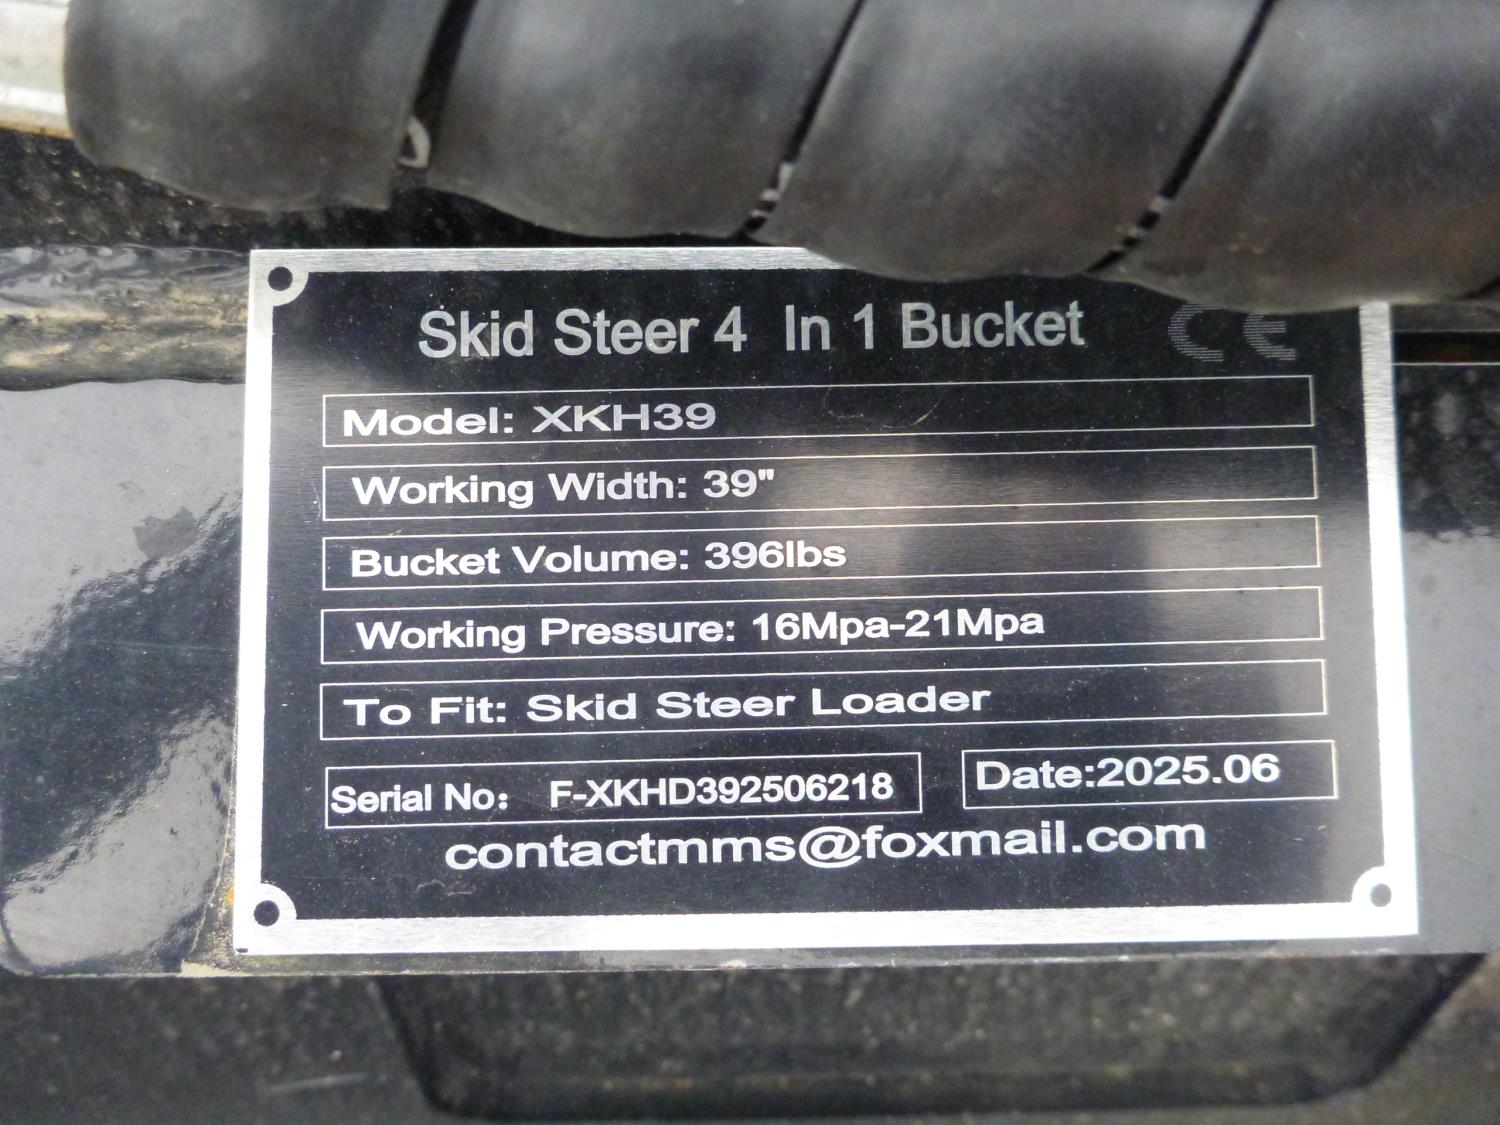 Skid Steer 4 In 1 Bucket CE
Model: XKH39
Working Width: 39"
Bucket Volume: 396lbs
Working Pressure: 16Mpa-21Mpa
To Fit: Skid Steer Loader
Serial No: F-XKHD392506218 Date:2025.06
contactmms@foxmail.com